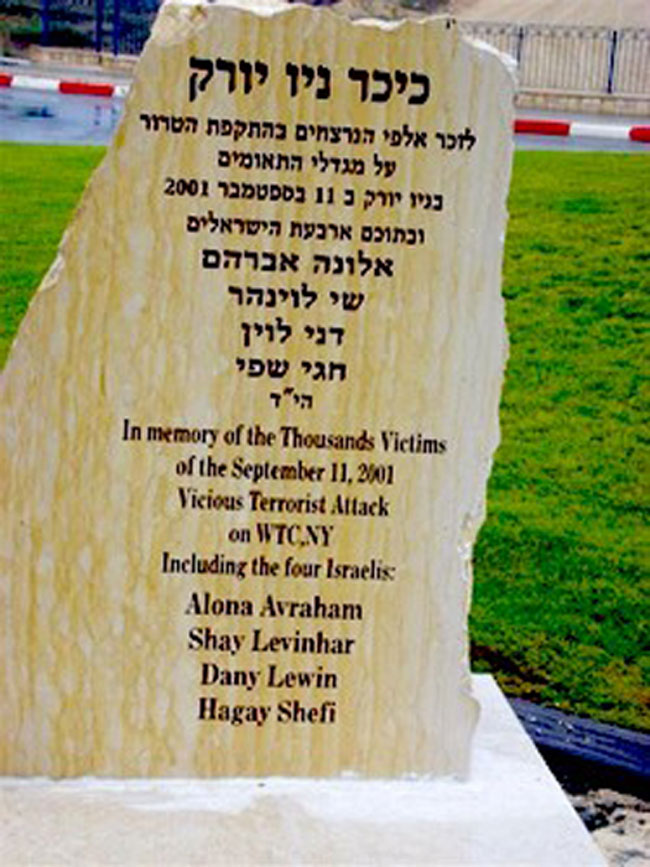 כיכר ניו יורק
לזכר אלפי הנרצחים בהתקפת הטרור
על מגדלי התאומים
בניו יורק ב 11 בספטמבר 2001
ובתוכם ארבעת הישראלים
אלונה אברהם
שי לוינהר
דני לוין
חגי שפי
הי״ד
In memory of the Thousands Victims
of the September 11, 2001
Vicious Terrorist Attack
on WTC,NY
Including the four Israelis:
Alona Avraham
Shay Levinhar
Dany Lewin
Hagay Shefi